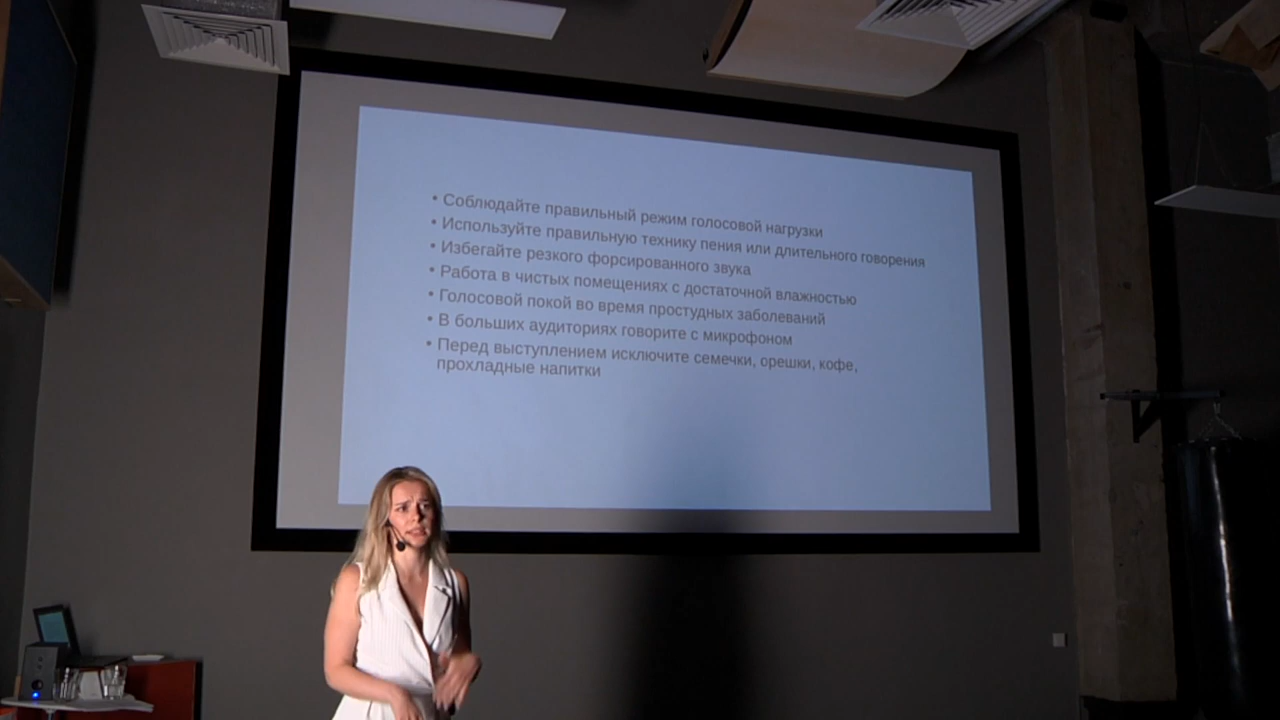 • Соблюдайте правильный режим голосовой нагрузки
• Используйте правильную технику пения или длительного говорения
• Избегайте резкого форсированного звука
• Работа в чистых помещениях с достаточной влажностью
• Голосовой покой во время простудных заболеваний
• В больших аудиториях говорите с микрофоном
• Перед выступлением исключите семечки, орешки, кофе,
прохладные напитки